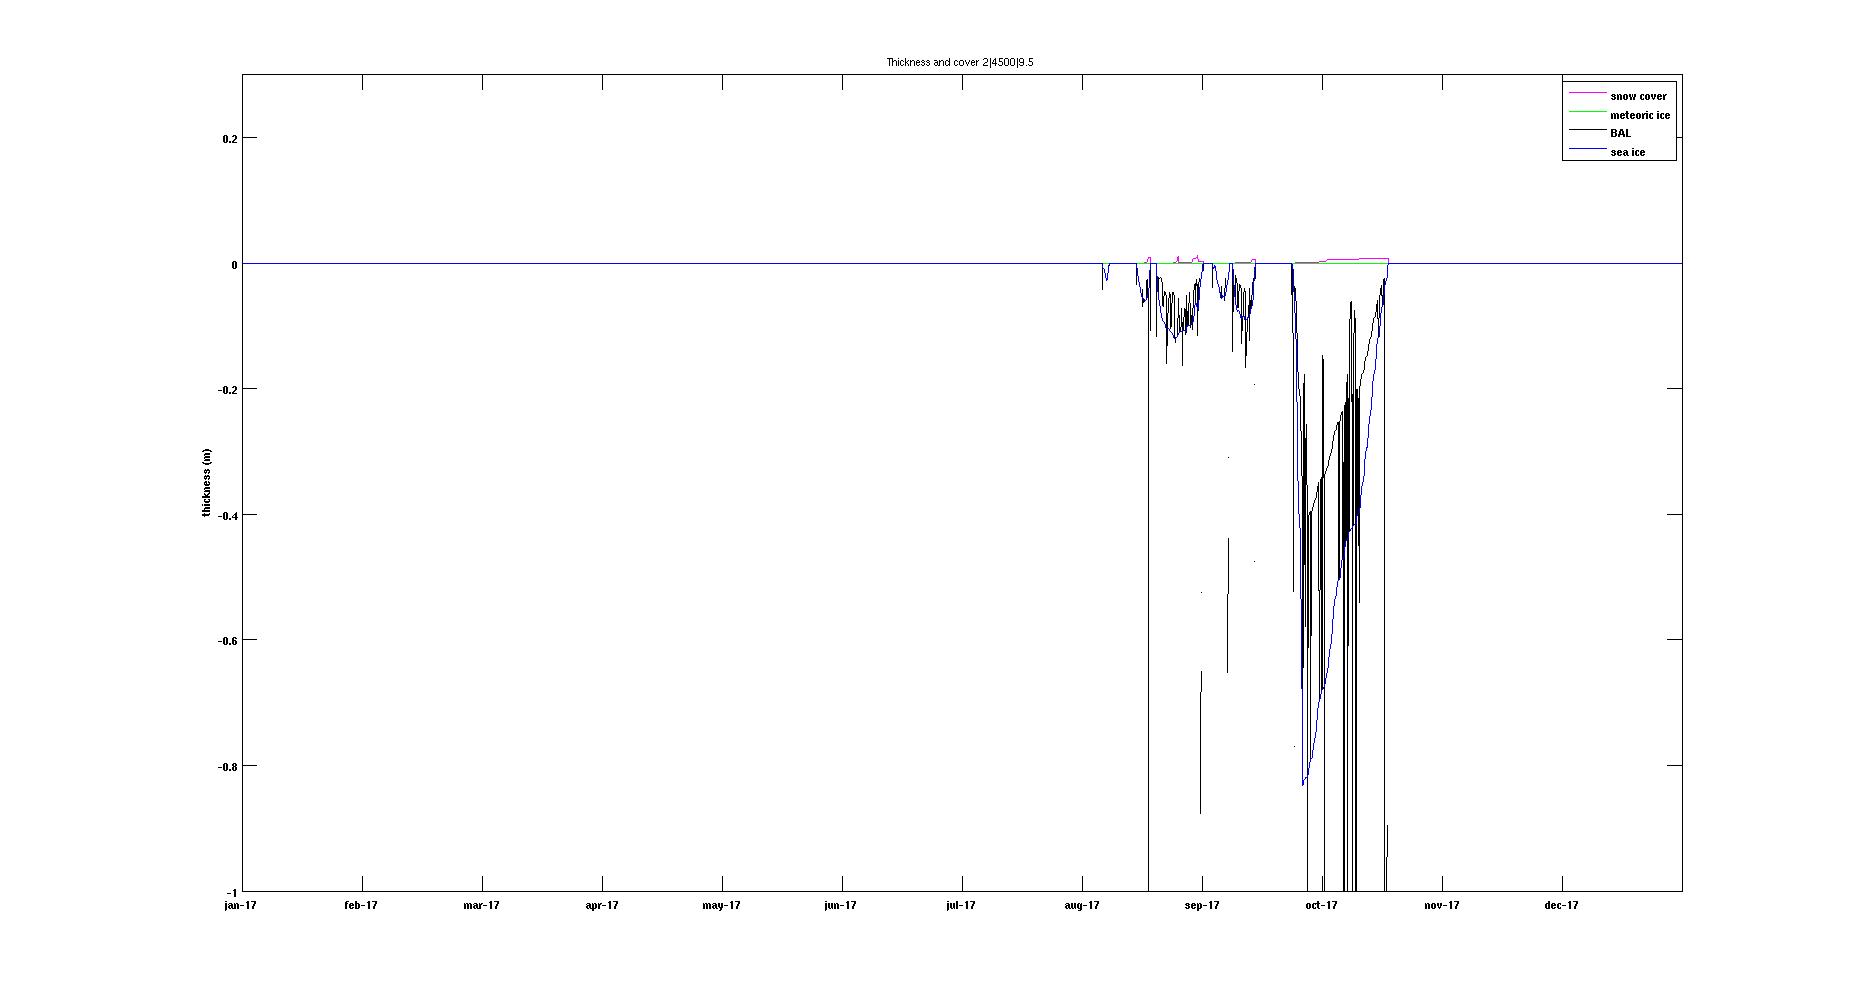 Thickness and cover 2|4500|9.5
snow cover
meteoric ice
BAL
sea ice
0.2
0
-0.2
-0.4
-0.6
-0.8
-1
thickness (m)
jan-17 feb-17 mar-17 apr-17 may-17 jun-17 jul-17 aug-17 sep-17 oct-17 nov-17 dec-17